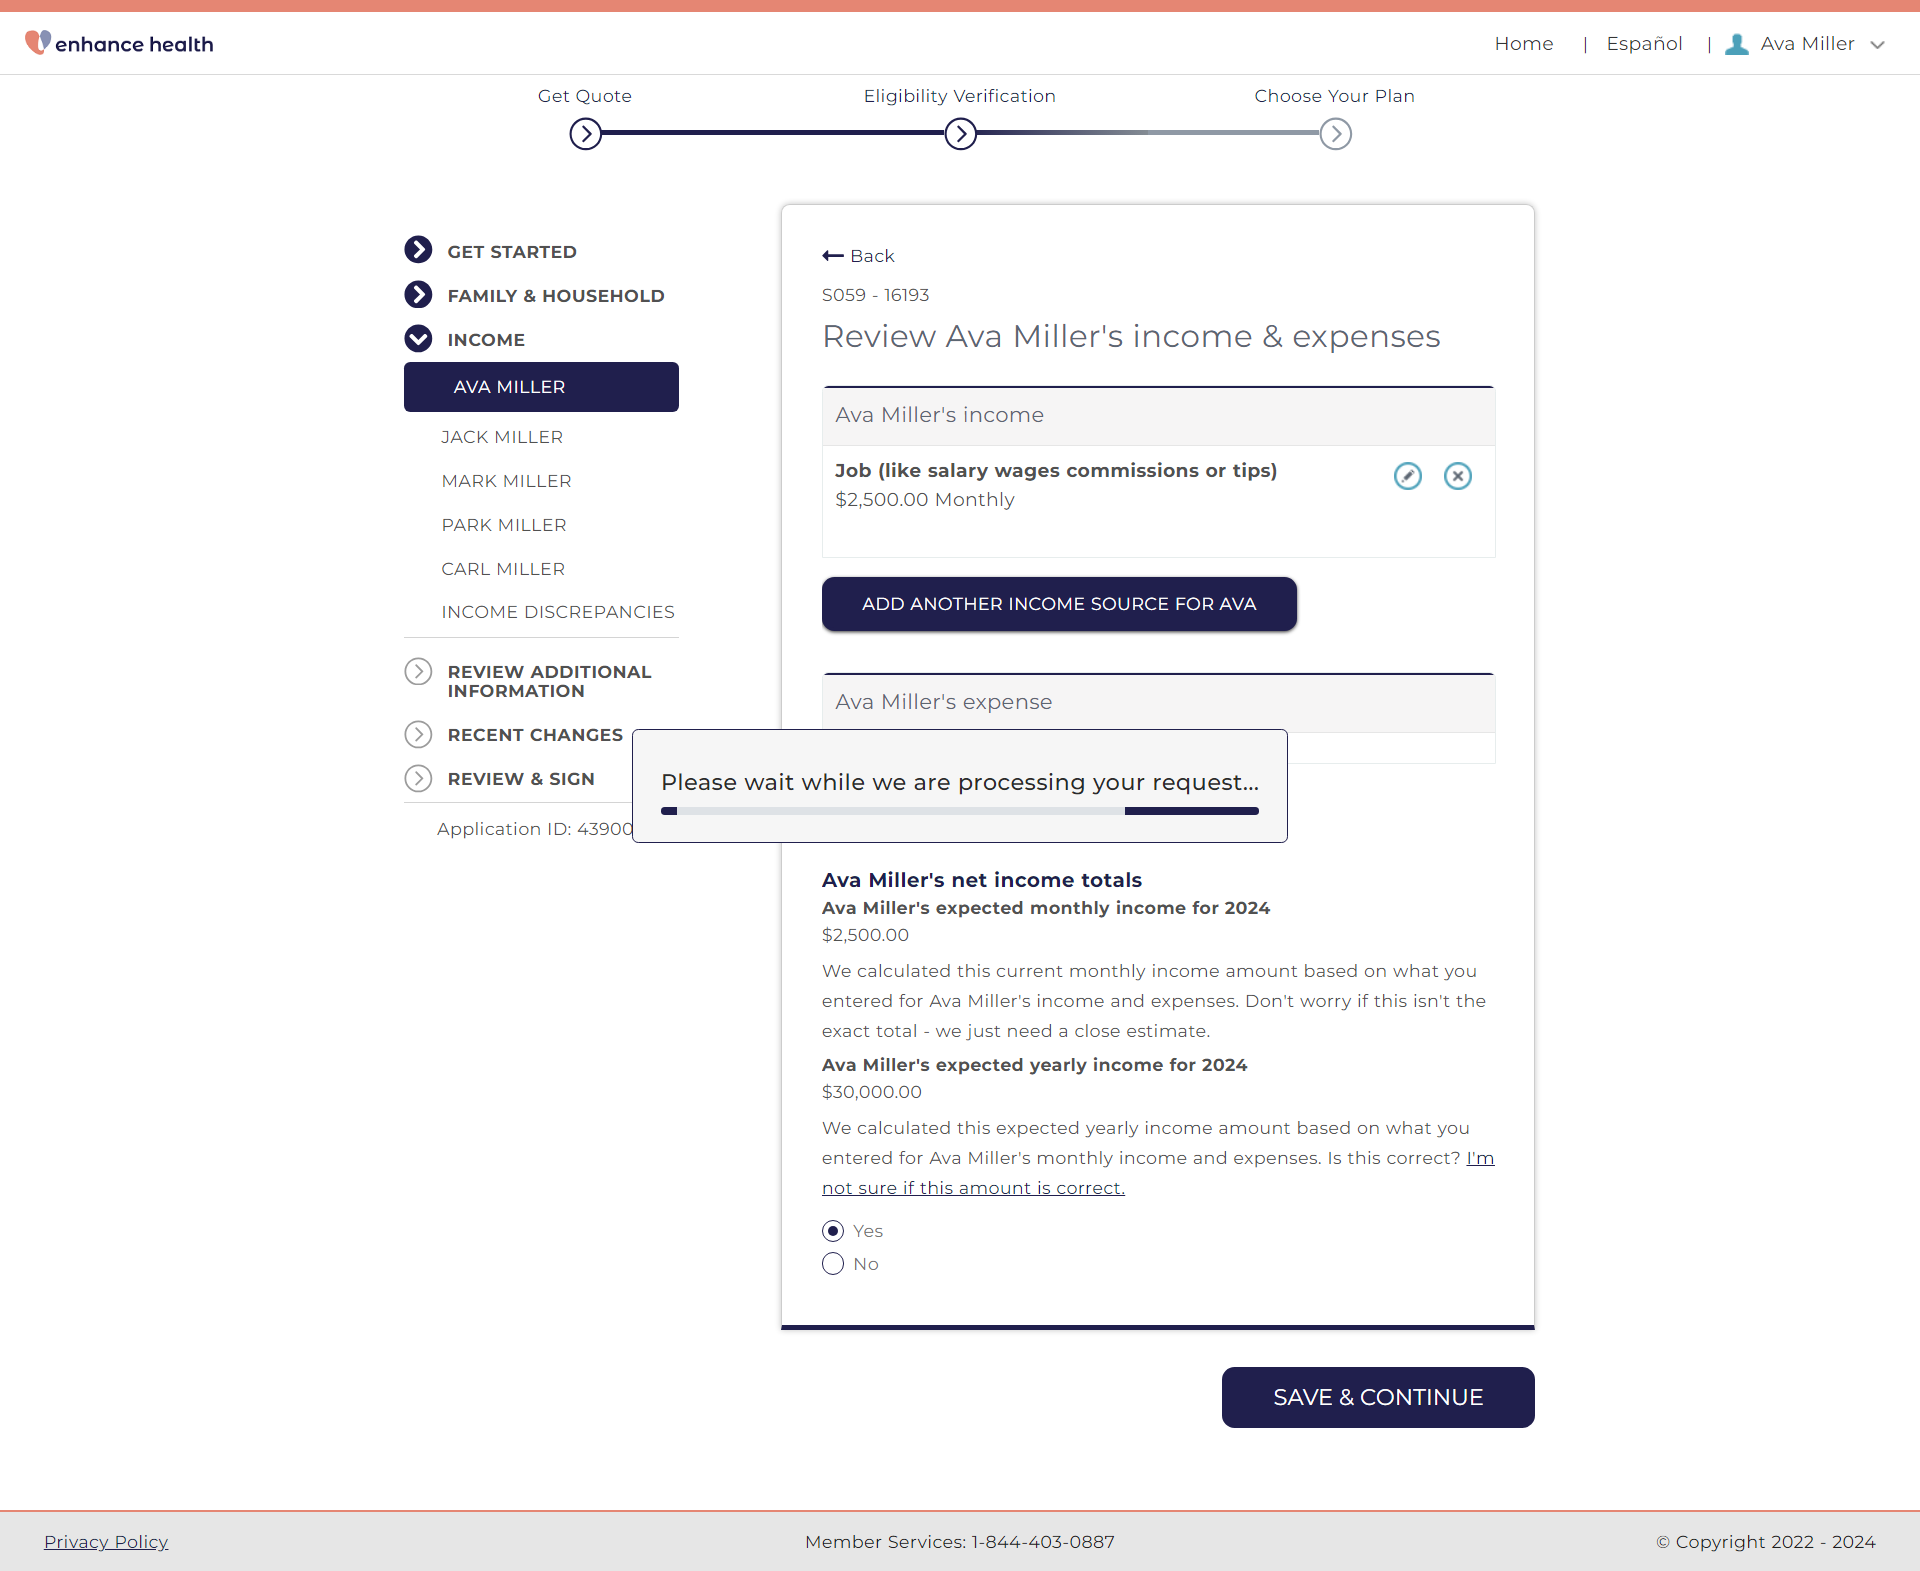 enhance health
Home | Español | Ava Miller
Get Quote
Eligibility Verification
Choose Your Plan
GET STARTED
FAMILY & HOUSEHOLD
INCOME
AVA MILLER
JACK MILLER
MARK MILLER
PARK MILLER
CARL MILLER
INCOME DISCREPANCIES
REVIEW ADDITIONAL
INFORMATION
RECENT CHANGES
REVIEW & SIGN
Application ID: 43900
Back
S059 - 16193
Review Ava Miller's income & expenses
Ava Miller's income
Job (like salary wages commissions or tips)
$2,500.00 Monthly
ADD ANOTHER INCOME SOURCE FOR AVA
Ava Miller's expense
Please wait while we are processing your request...
Ava Miller's net income totals
Ava Miller's expected monthly income for 2024
$2,500.00
We calculated this current monthly income amount based on what you
entered for Ava Miller's income and expenses. Don't worry if this isn't the
exact total - we just need a close estimate.
Ava Miller's expected yearly income for 2024
$30,000.00
We calculated this expected yearly income amount based on what you
entered for Ava Miller's monthly income and expenses. Is this correct? I'm
not sure if this amount is correct.
Yes
No
SAVE & CONTINUE
Privacy Policy
Member Services: 1-844-403-0887
© Copyright 2022 - 2024